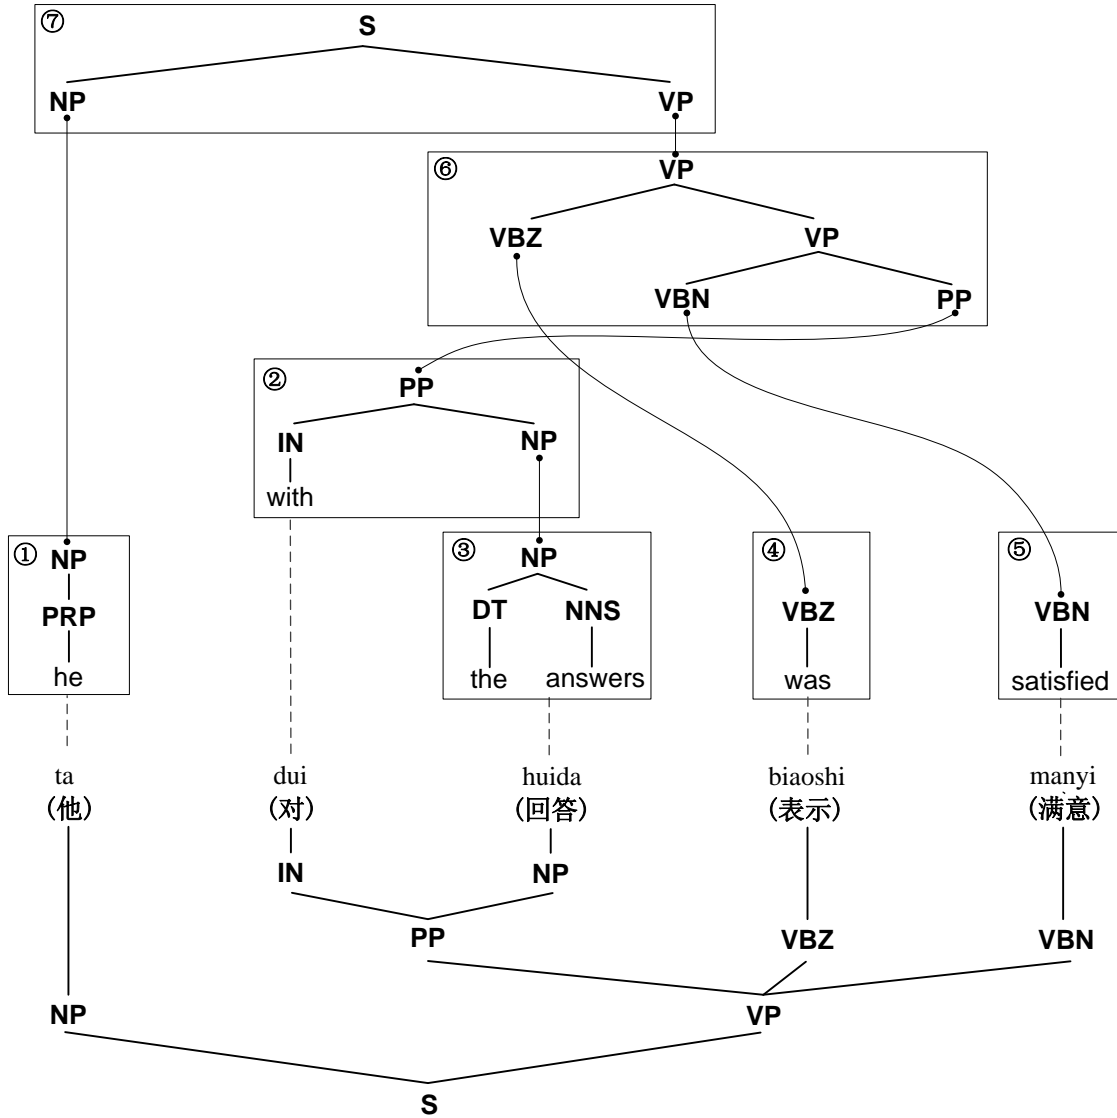 ⑦ S
NP VP
⑥ VP
VBZ VP
VBN PP
② PP
IN NP
with
① NP
PRP
he
③ NP
DT NNS
the answers
④
VBZ
was
⑤
VBN
satisfied
ta dui huida biaoshi manyi
(他) (对) (回答) (表示) (满意)
IN NP
PP VBZ VBN
NP VP
S